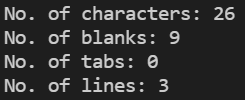 No. of characters: 26
No. of blanks: 9
No. of tabs: 0
No. of lines: 3